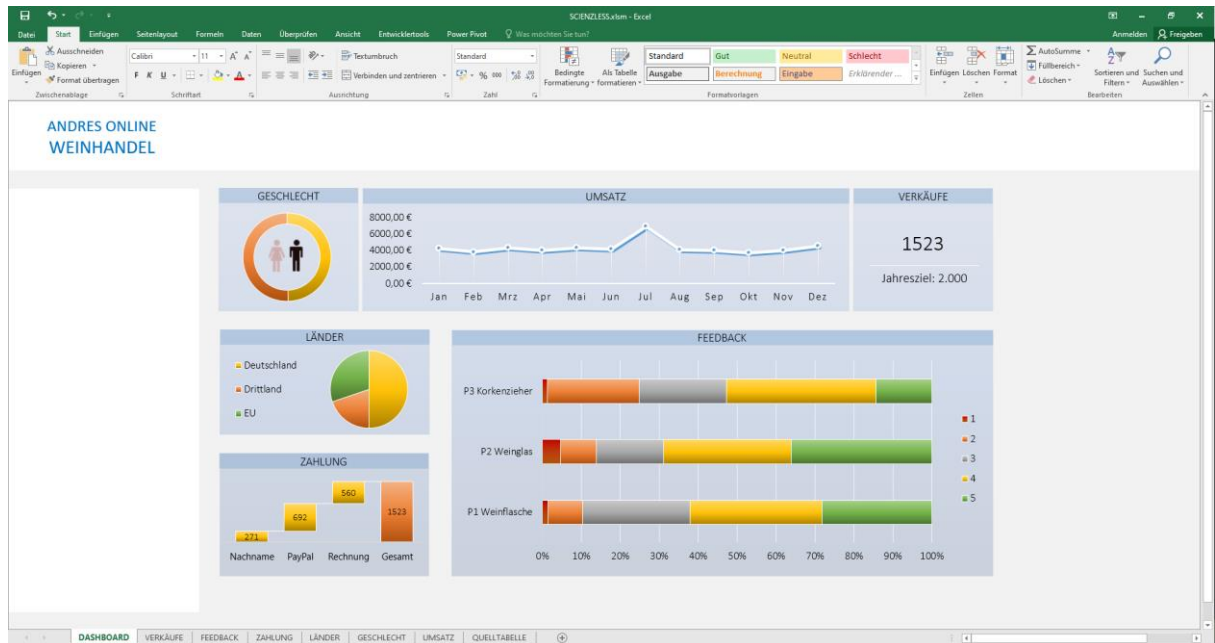 SCIENZLESS.xlsm - Excel
Datei Start Einfügen Seitenlayout Formeln Daten Überprüfen Ansicht Entwicklertools Power Pivot Was möchten Sie tun? Anmelden Freigeben
Einfügen
Ausschneiden
Kopieren
Format übertragen
Zwischenablage
Calibri 11
F K U
Schriftart
Textumbruch
Verbinden und zentrieren
Ausrichtung
Standard
% 000
Zahl
Bedingte Formatierung
Als Tabelle formatieren
Standard Gut Neutral Schlecht
Ausgabe Berechnung Eingabe Erklärender ...
Formatvorlagen
Einfügen Löschen Format
Zellen
AutoSumme
Füllbereich
Löschen
Sortieren und Filtern
Suchen und Auswählen
Bearbeiten
ANDRES ONLINE
WEINHANDEL
GESCHLECHT
UMSATZ
8000,00 €
6000,00 €
4000,00 €
2000,00 €
0,00 €
Jan Feb Mrz Apr Mai Jun Jul Aug Sep Okt Nov Dez
VERKÄUFE
1523
Jahresziel: 2.000
LÄNDER
Deutschland
Drittland
EU
ZAHLUNG
271
692
560
1523
Nachname PayPal Rechnung Gesamt
FEEDBACK
P3 Korkenzieher
P2 Weinglas
P1 Weinflasche
0% 10% 20% 30% 40% 50% 60% 70% 80% 90% 100%
1
2
3
4
5
DASHBOARD VERKÄUFE FEEDBACK ZAHLUNG LÄNDER GESCHLECHT UMSATZ QUELLTABELLE